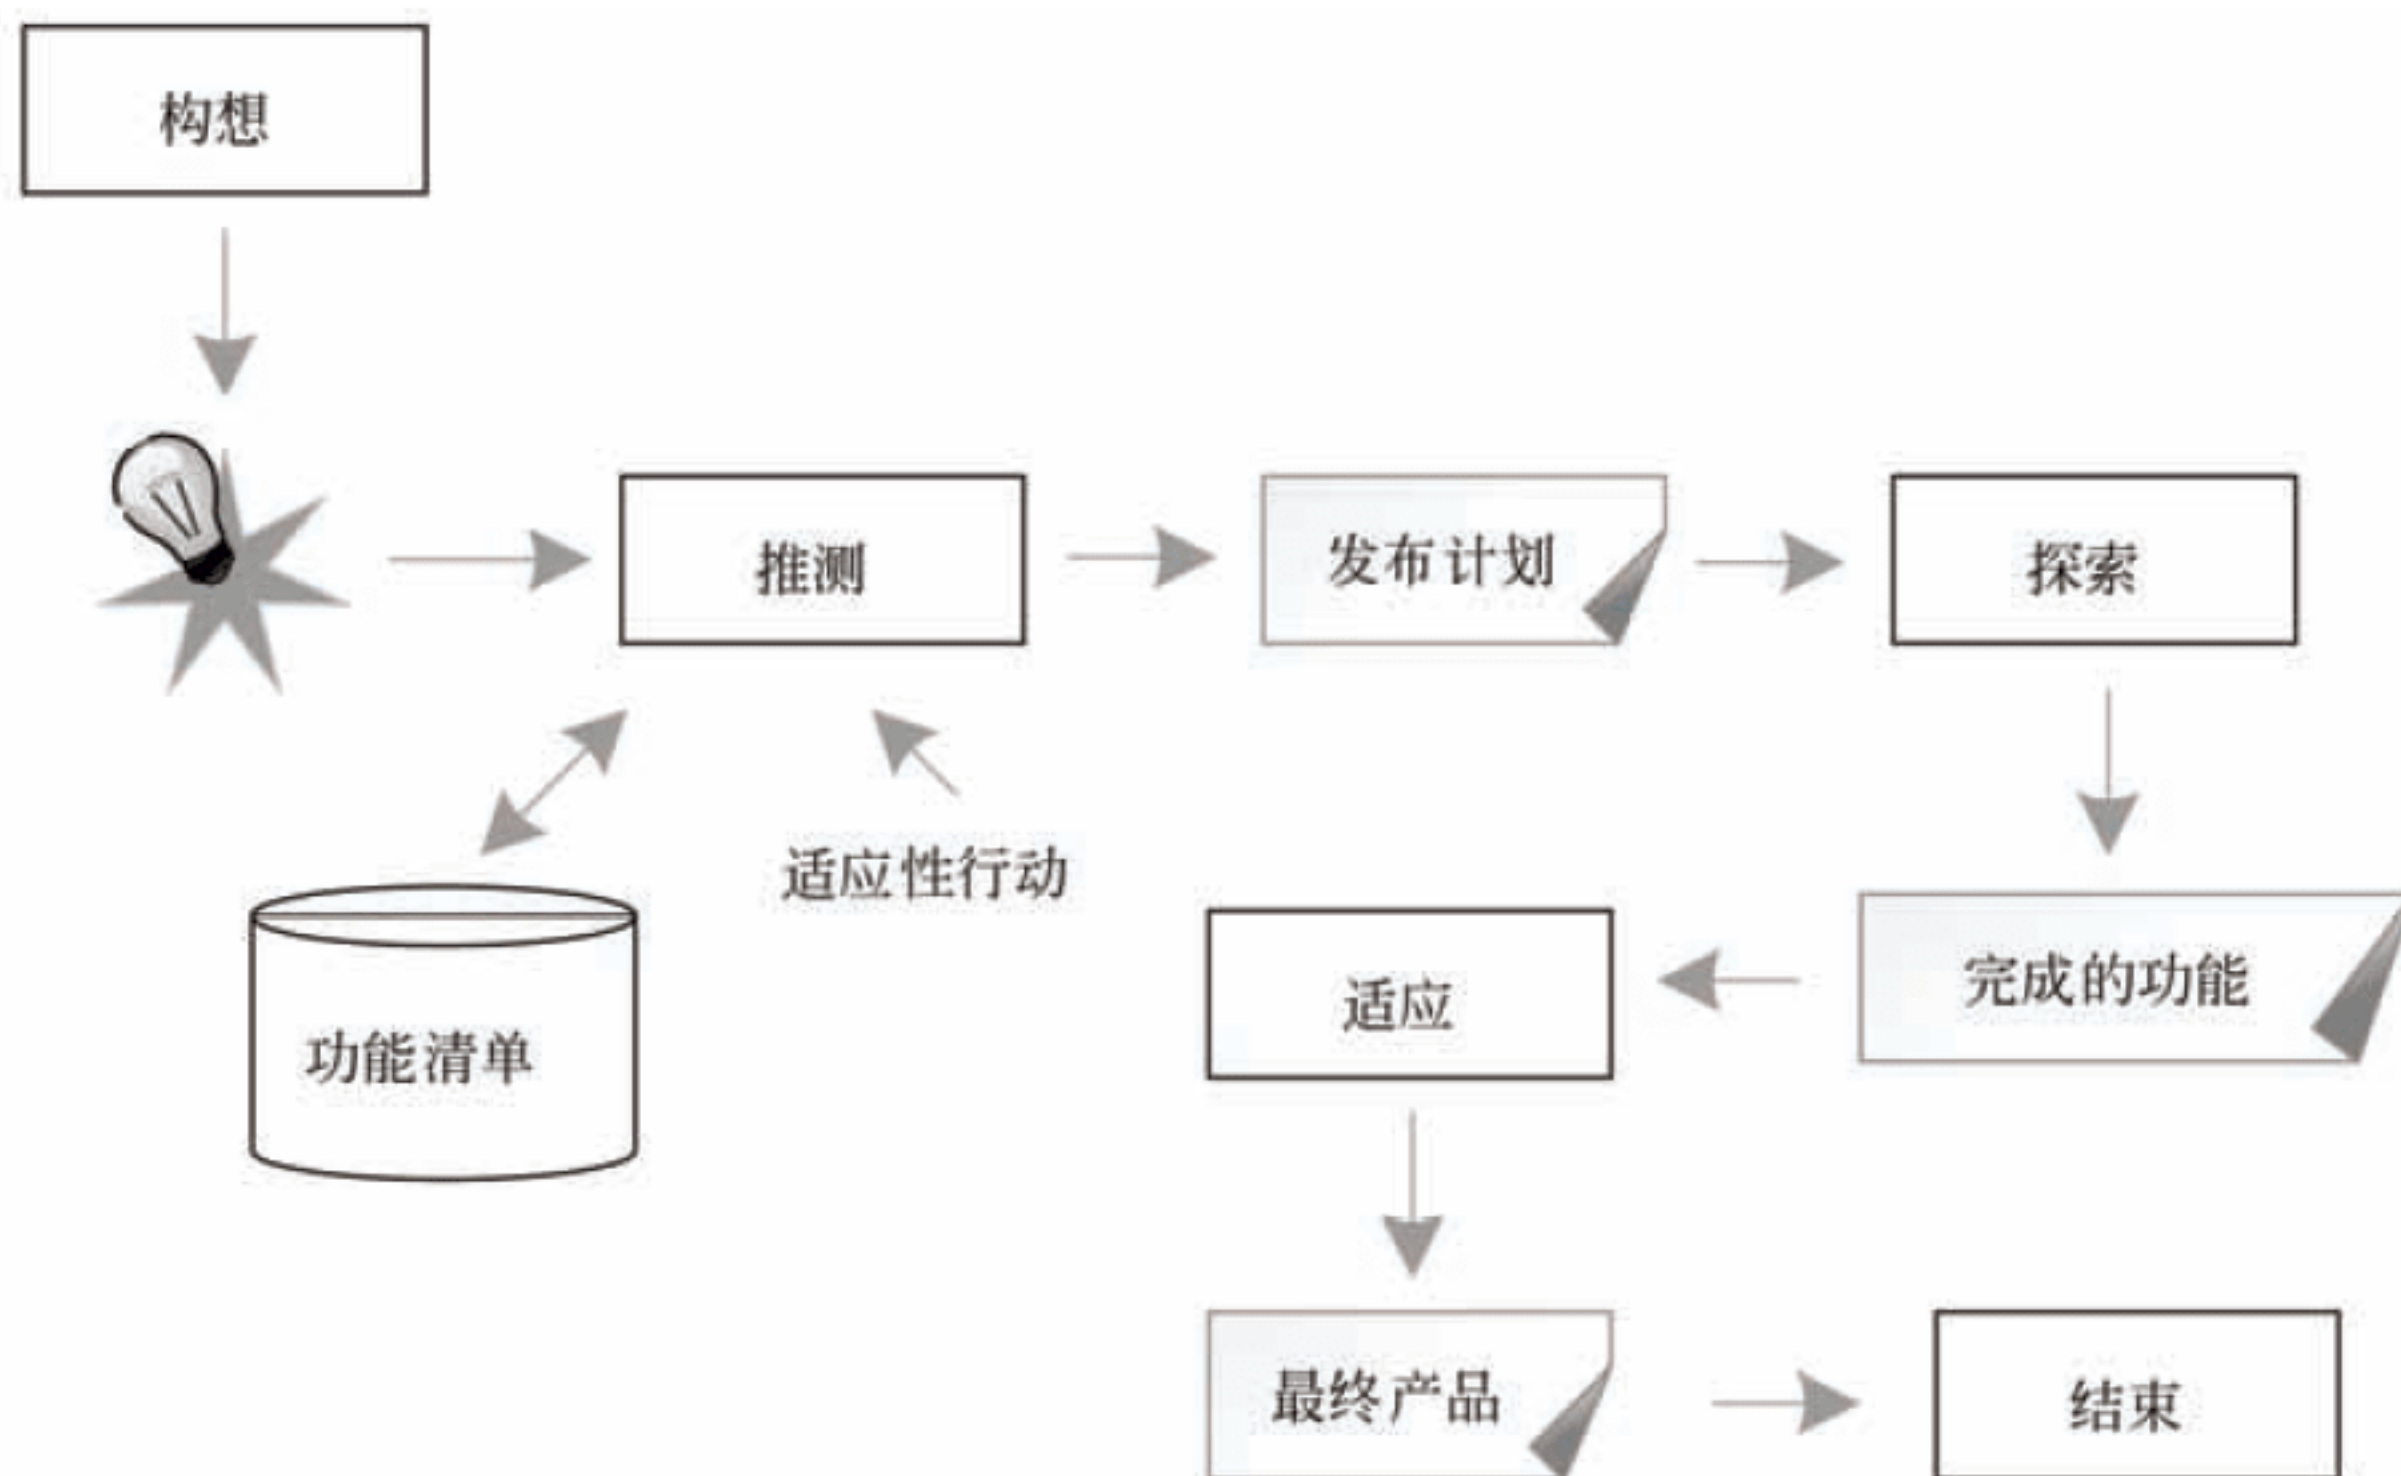 构想
推测
发布计划
探索
适应性行动
功能清单
适应
完成的功能
最终产品
结束